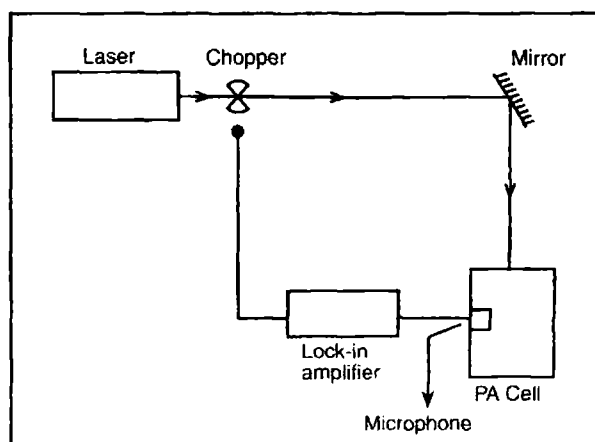 Laser
Chopper
Mirror
Lock-in
amplifier
PA Cell
Microphone